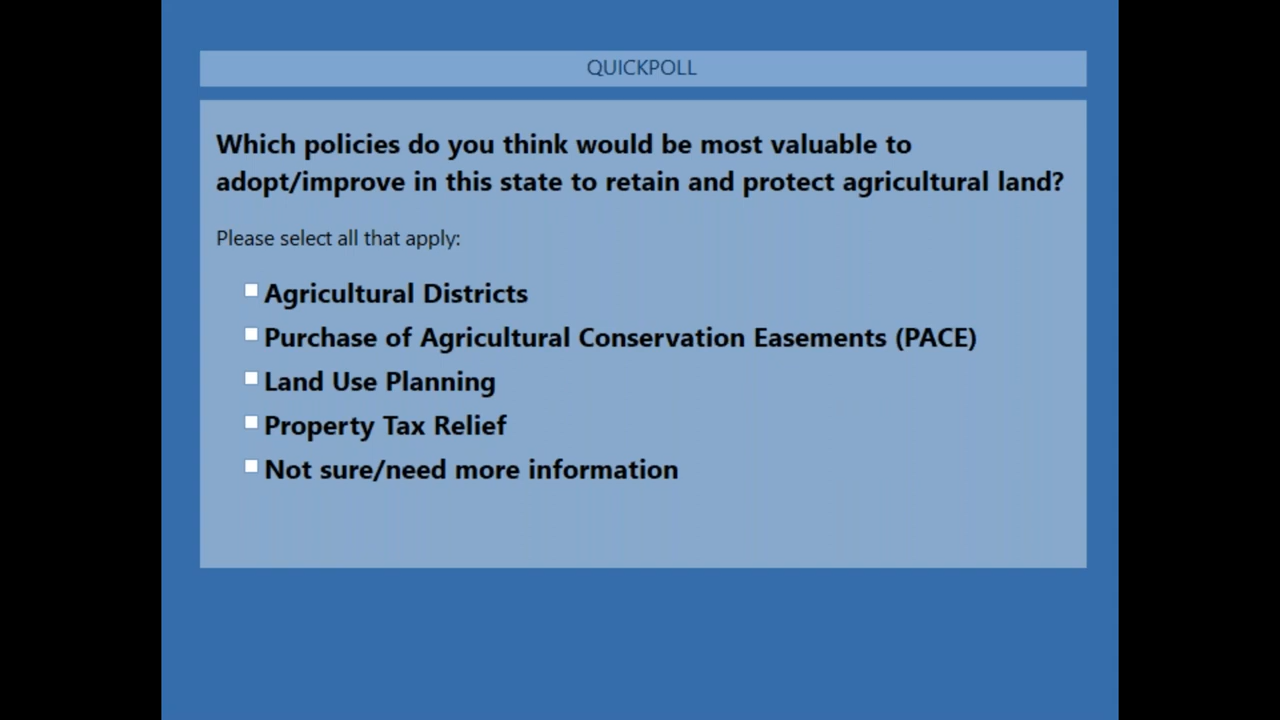 QUICKPOLL
Which policies do you think would be most valuable to
adopt/improve in this state to retain and protect agricultural land?
Please select all that apply:
Agricultural Districts
Purchase of Agricultural Conservation Easements (PACE)
Land Use Planning
Property Tax Relief
Not sure/need more information